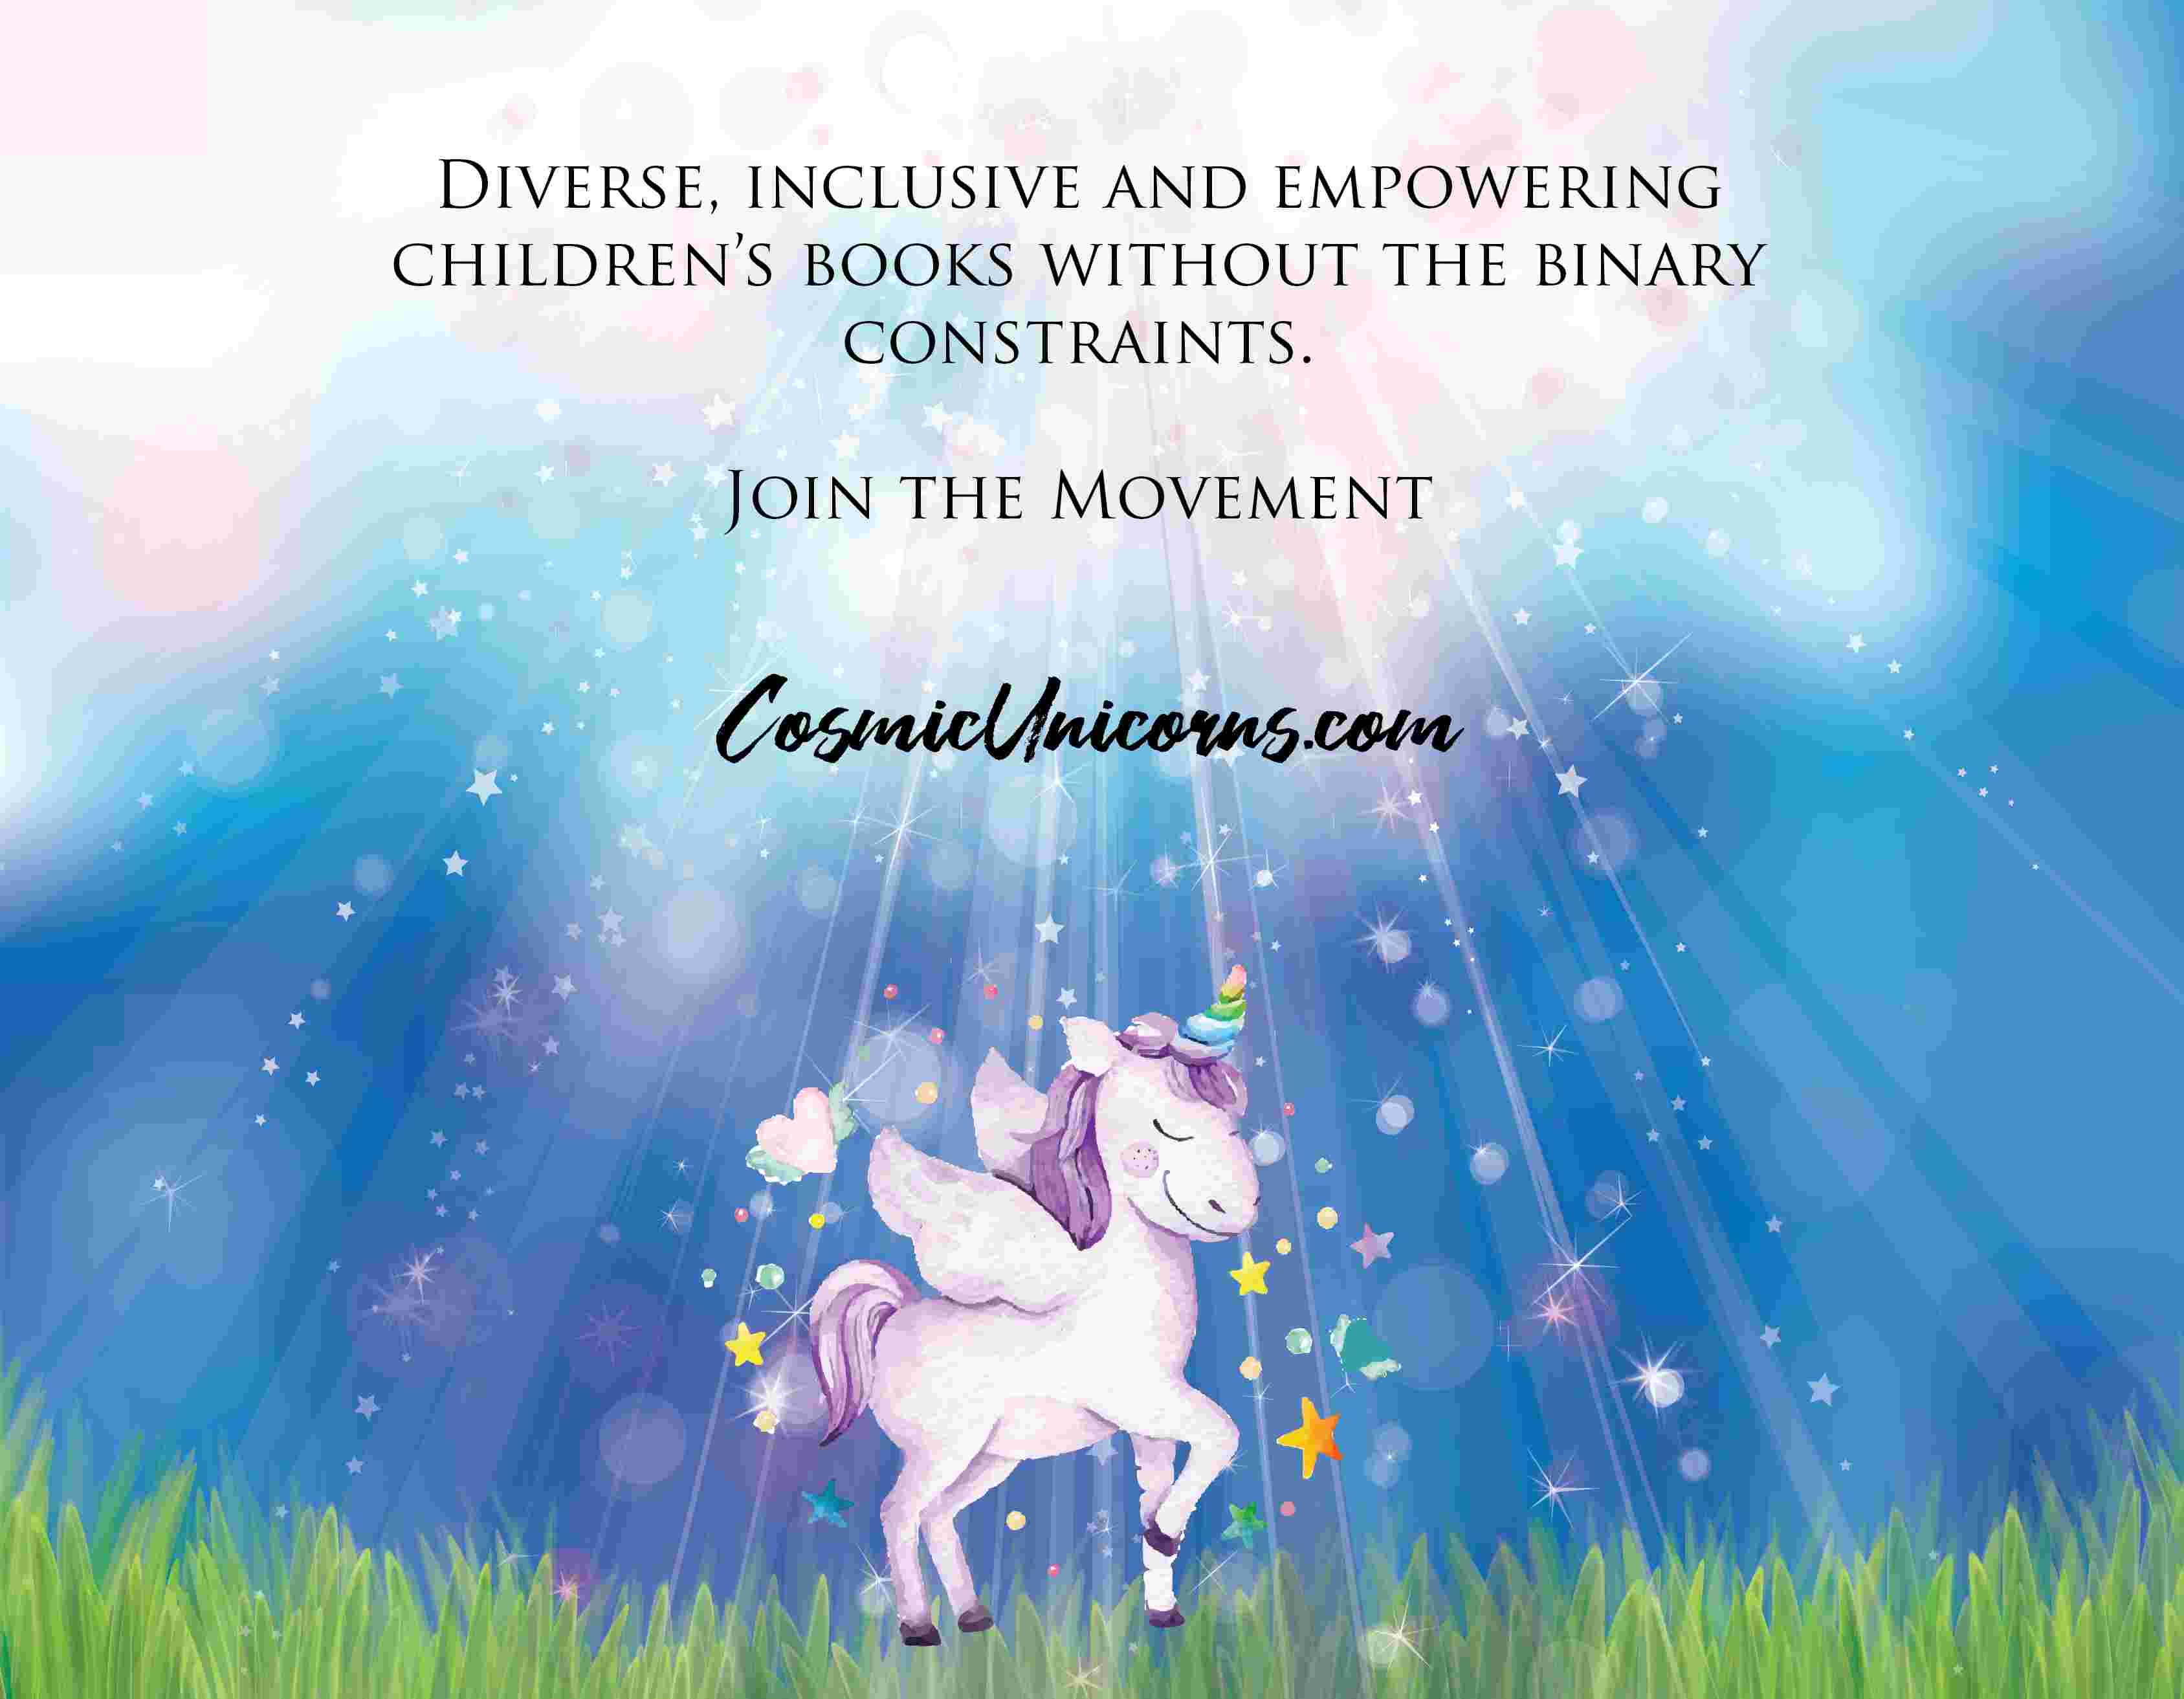 Diverse, inclusive and empowering
children's books without the binary
constraints.
Join the Movement
CosmicUnicorns.com